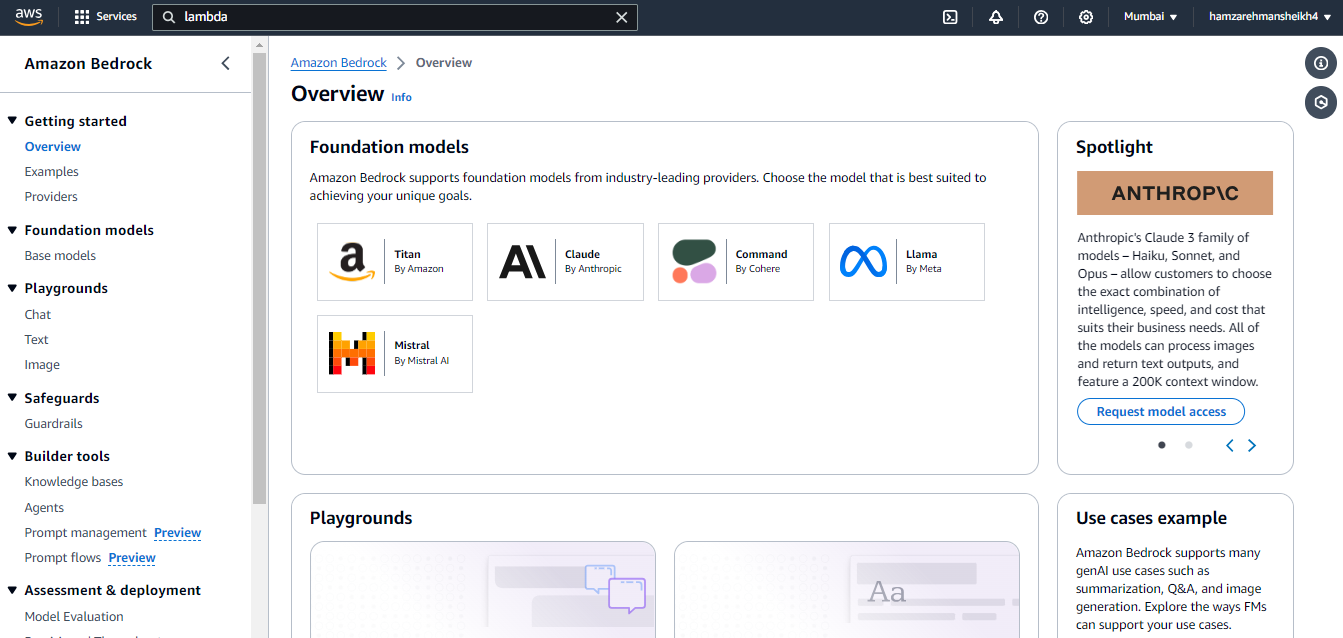 aws
Services
lambda
Mumbai
hamzarehmansheikh4
Amazon Bedrock
Getting started
Overview
Examples
Providers
Foundation models
Base models
Playgrounds
Chat
Text
Image
Safeguards
Guardrails
Builder tools
Knowledge bases
Agents
Prompt management Preview
Prompt flows Preview
Assessment & deployment
Model Evaluation
Amazon Bedrock > Overview
Overview Info
Foundation models
Amazon Bedrock supports foundation models from industry-leading providers. Choose the model that is best suited to
achieving your unique goals.
Titan
By Amazon
Claude
By Anthropic
Command
By Cohere
Llama
By Meta
Mistral
By Mistral AI
Spotlight
ANTHROP\C
Anthropic's Claude 3 family of
models – Haiku, Sonnet, and
Opus – allow customers to choose
the exact combination of
intelligence, speed, and cost that
suits their business needs. All of
the models can process images
and return text outputs, and
feature a 200K context window.
Request model access
Playgrounds
Aa
Use cases example
Amazon Bedrock supports many
genAI use cases such as
summarization, Q&A, and image
generation. Explore the ways FMs
can support your use cases.